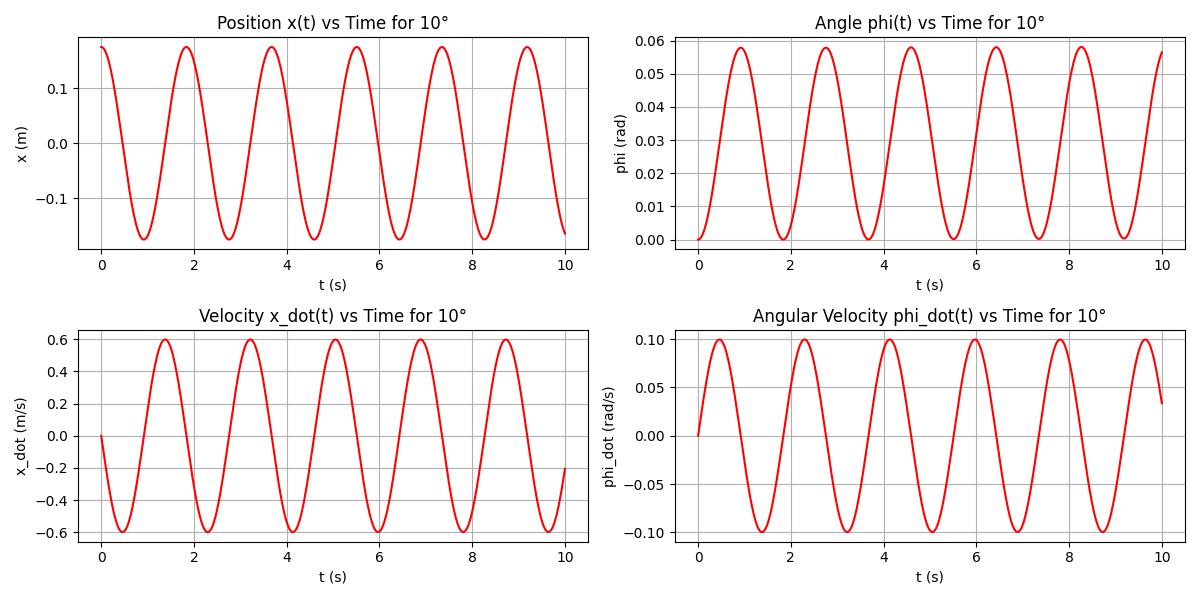 Position x(t) vs Time for 10°
x (m)
0.1
0.0
−0.1
0 2 4 6 8 10
t (s)
Angle phi(t) vs Time for 10°
phi (rad)
0.06
0.05
0.04
0.03
0.02
0.01
0.00
0 2 4 6 8 10
t (s)
Velocity x_dot(t) vs Time for 10°
x_dot (m/s)
0.6
0.4
0.2
0.0
−0.2
−0.4
−0.6
0 2 4 6 8 10
t (s)
Angular Velocity phi_dot(t) vs Time for 10°
phi_dot (rad/s)
0.10
0.05
0.00
−0.05
−0.10
0 2 4 6 8 10
t (s)